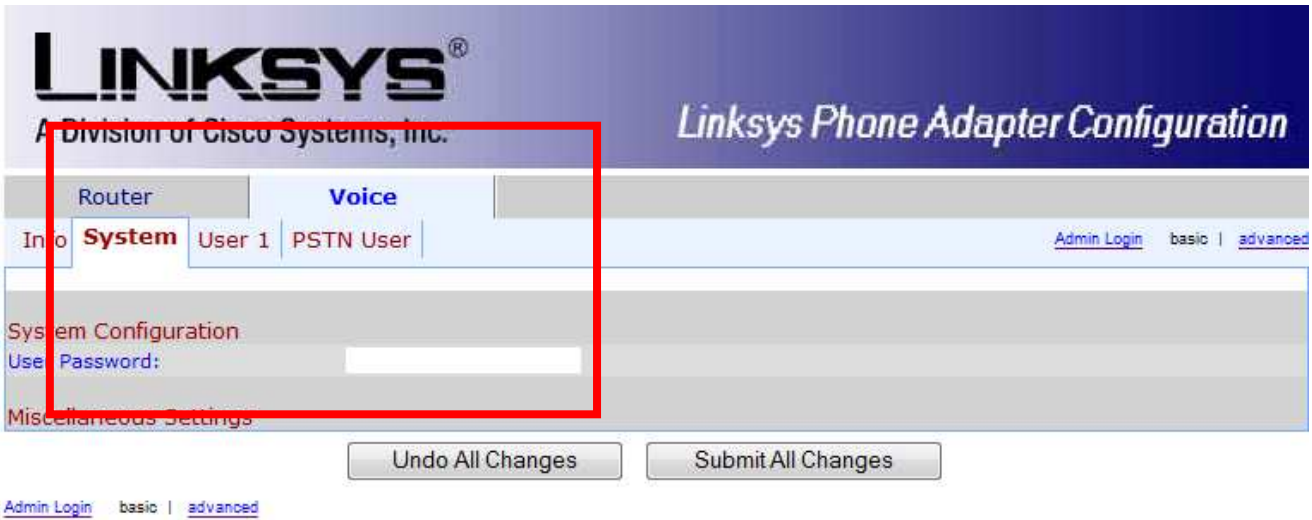 LINKSYS®
A Division of Cisco Systems, Inc.
Linksys Phone Adapter Configuration
Router Voice
Info System User 1 PSTN User Admin Login basic | advanced
System Configuration
User Password:
Miscellaneous Settings
Undo All Changes Submit All Changes
Admin Login basic | advanced